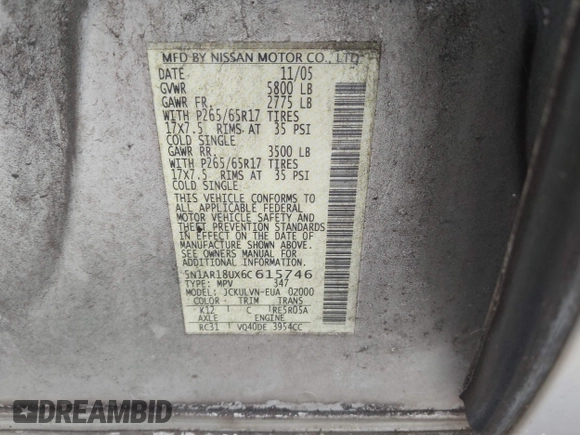 MFD BY NISSAN MOTOR CO., LTD.
DATE 11/05
GVWR 5800 LB
GAWR FR. 2775 LB
WITH P265/65R17 TIRES
17X7.5 RIMS AT 35 PSI
COLD SINGLE
GAWR RR. 3500 LB
WITH P265/65R17 TIRES
17X7.5 RIMS AT 35 PSI
COLD SINGLE
THIS VEHICLE CONFORMS TO
ALL APPLICABLE FEDERAL
MOTOR VEHICLE SAFETY AND
THEFT PREVENTION STANDARDS
IN EFFECT ON THE DATE OF
MANUFACTURE SHOWN ABOVE.
SEE OWNERS MANUAL FOR
ADDITIONAL INFORMATION.
5N1AR18UX6C615746
TYPE: MPV 347
MODEL: JCKULVN-EUA 02000
COLOR TRIM TRANS
K12 C RE5R05A
AXLE ENGINE
RC31 VQ40DE 3954CC
DREAMBID